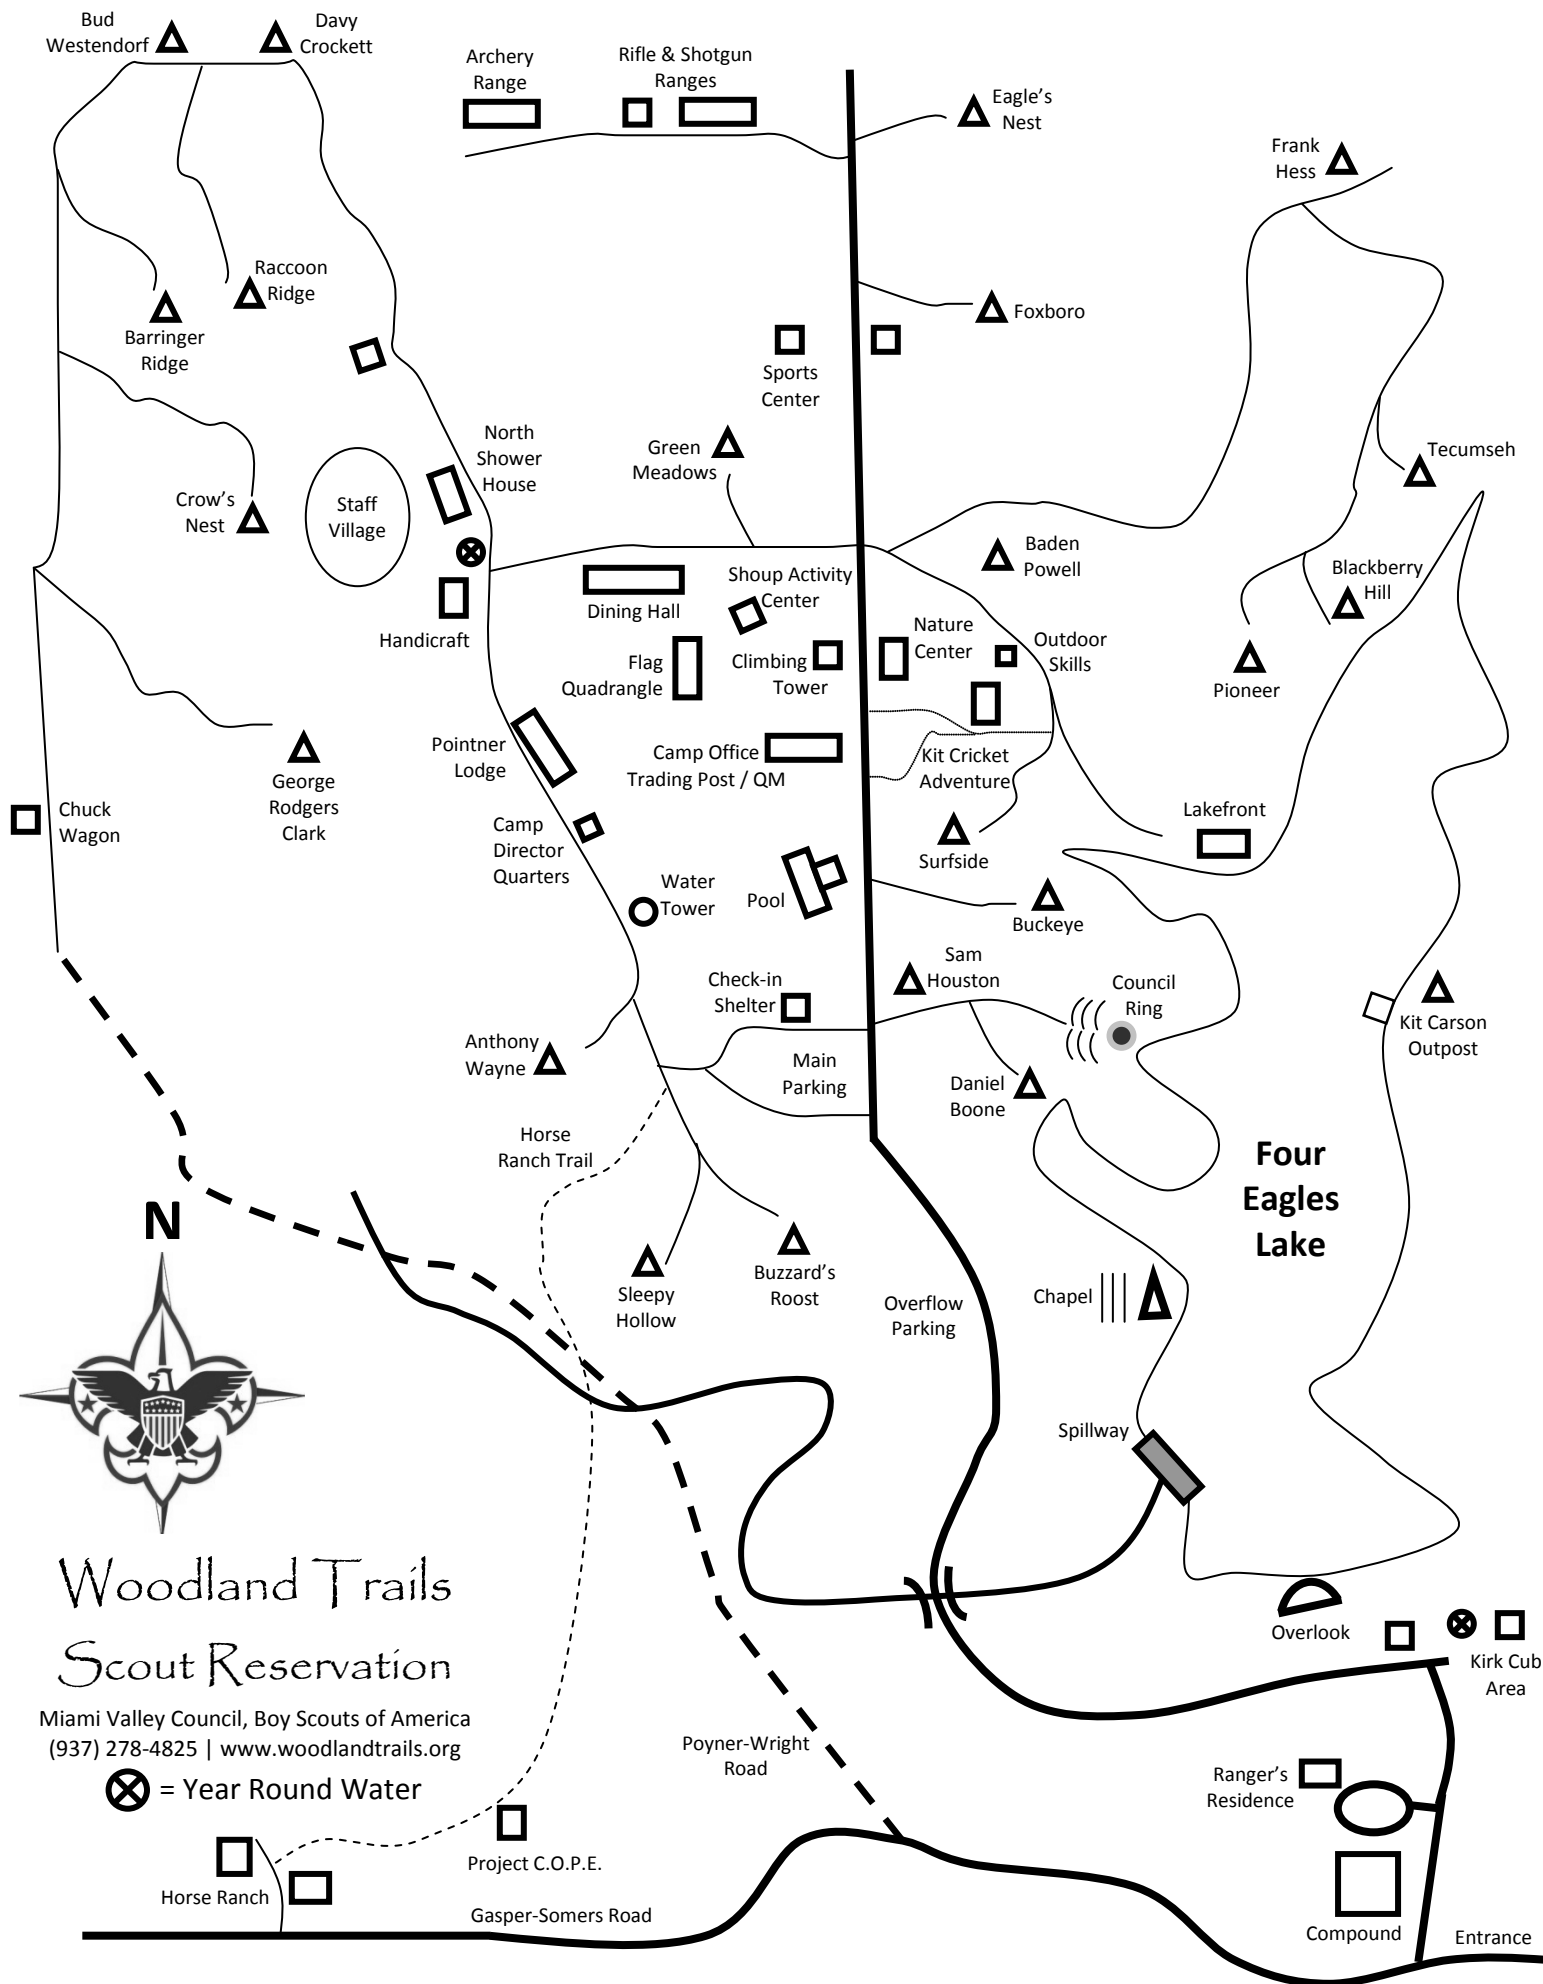 Bud
Westendorf
Davy
Crockett
Archery
Range
Rifle & Shotgun
Ranges
Eagle's
Nest
Frank
Hess
Raccoon
Ridge
Barringer
Ridge
Foxboro
Sports
Center
North
Shower
House
Green
Meadows
Tecumseh
Crow's
Nest
Staff
Village
Baden
Powell
Blackberry
Hill
Shoup Activity
Center
Dining Hall
Handicraft
Nature
Center
Outdoor
Skills
Flag
Quadrangle
Climbing
Tower
Pioneer
Pointner
Lodge
Camp Office
Trading Post / QM
Kit Cricket
Adventure
George
Rodgers
Clark
Chuck
Wagon
Camp
Director
Quarters
Lakefront
Surfside
Water
Tower
Pool
Buckeye
Sam
Houston
Check-in
Shelter
Council
Ring
Kit Carson
Outpost
Anthony
Wayne
Main
Parking
Daniel
Boone
Horse
Ranch Trail
Four
Eagles
Lake
N
Sleepy
Hollow
Buzzard's
Roost
Overflow
Parking
Chapel
Spillway
Woodland Trails
Scout Reservation
Miami Valley Council, Boy Scouts of America
(937) 278-4825 | www.woodlandtrails.org
= Year Round Water
Overlook
Kirk Cub
Area
Poyner-Wright
Road
Ranger's
Residence
Project C.O.P.E.
Horse Ranch
Gasper-Somers Road
Compound
Entrance